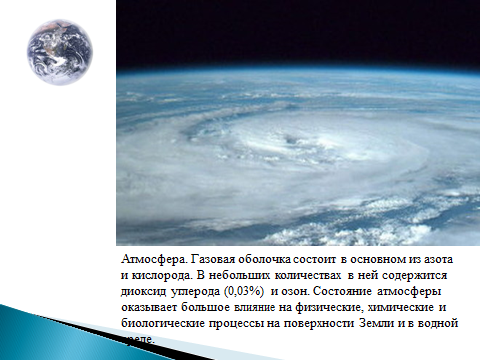 Атмосфера. Газовая оболочка состоит в основном из азота
и кислорода. В небольших количествах в ней содержится
диоксид углерода (0,03%) и озон. Состояние атмосферы
оказывает большое влияние на физические, химические и
биологические процессы на поверхности Земли и в водной
среде.